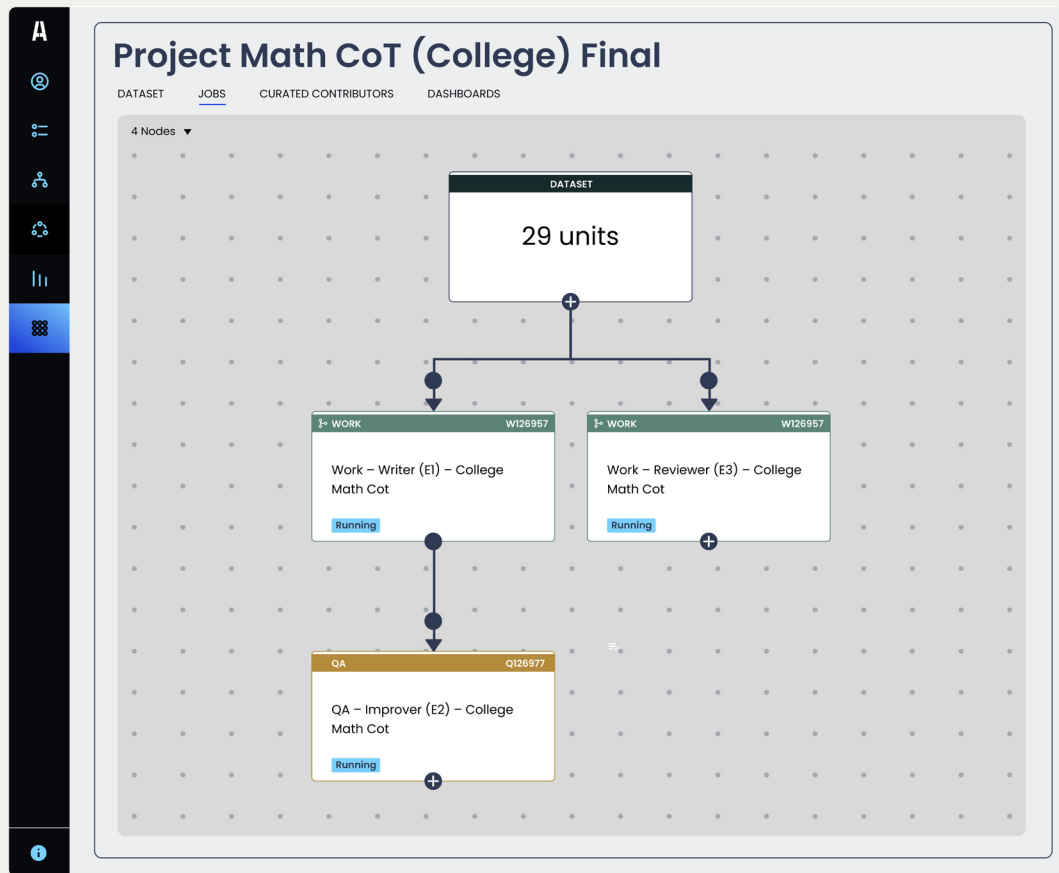 Project Math CoT (College) Final
DATASET JOBS CURATED CONTRIBUTORS DASHBOARDS
4 Nodes
DATASET
29 units
WORK W126957
Work – Writer (E1) – College
Math Cot
Running
WORK W126957
Work – Reviewer (E3) – College
Math Cot
Running
QA Q126977
QA – Improver (E2) – College
Math Cot
Running